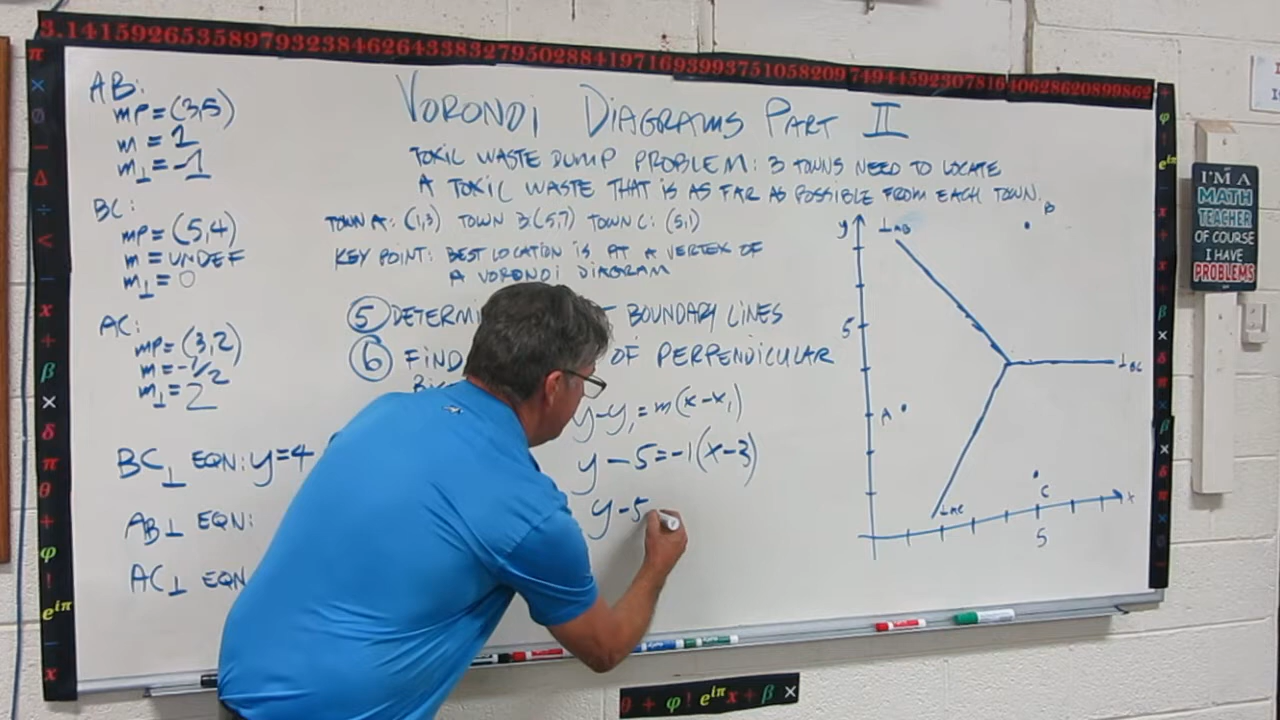 3.14159265358979323846264338327950288419716939937510582097494459230781640628620899862
VORONOI DIAGRAMS PART II
TOXIC WASTE DUMP PROBLEM: 3 TOWNS NEED TO LOCATE
A TOXIC WASTE THAT IS AS FAR AS POSSIBLE FROM EACH TOWN.
TOWN A: (1,3) TOWN B:(5,7) TOWN C: (5,1)
KEY POINT: BEST LOCATION IS AT A VERTEX OF
A VORONOI DIAGRAM
⑤ BOUNDARY LINES
⑥ FIND OF PERPENDICULAR
y-y₁=m(x-x₁)
y-5=-1(x-3)
y-5
AB:
mp=(3,5)
m=1
m⊥=-1
BC:
mp=(5,4)
m=UNDEF
m⊥=0
AC:
mp=(3,2)
m=-1/2
m⊥=2
BC⊥ EQN: y=4
AB⊥ EQN:
AC⊥ EQN
y
⊥AB
B
5
⊥BC
A
C
⊥AC
x
5
I'M A
MATH
TEACHER
OF COURSE
I HAVE
PROBLEMS
θ + φ ! e^iπ x + β ×